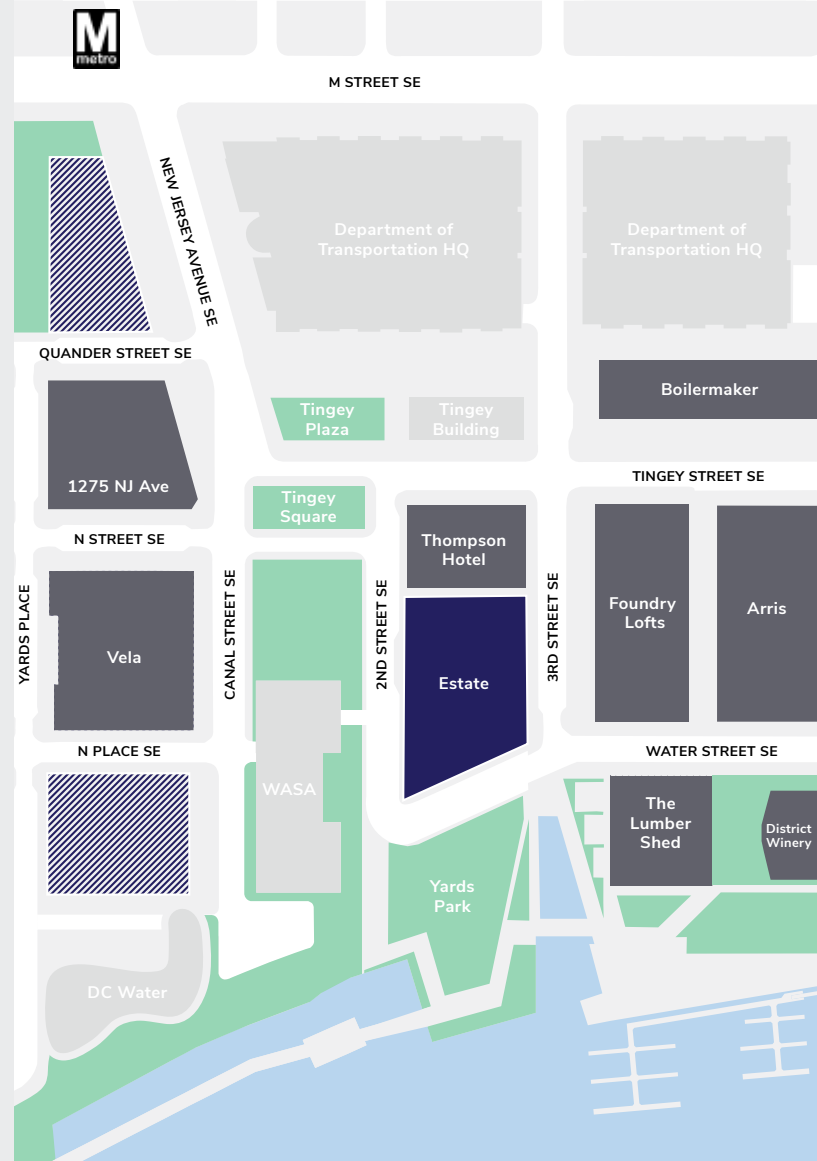 M
metro
M STREET SE
NEW JERSEY AVENUE SE
Department of
Transportation HQ
Department of
Transportation HQ
QUANDER STREET SE
Boilermaker
Tingey
Plaza
Tingey
Building
1275 NJ Ave
TINGEY STREET SE
Tingey
Square
N STREET SE
Thompson
Hotel
YARDS PLACE
Vela
CANAL STREET SE
2ND STREET SE
Estate
3RD STREET SE
Foundry
Lofts
Arris
N PLACE SE
WATER STREET SE
WASA
The
Lumber
Shed
District
Winery
Yards
Park
DC Water